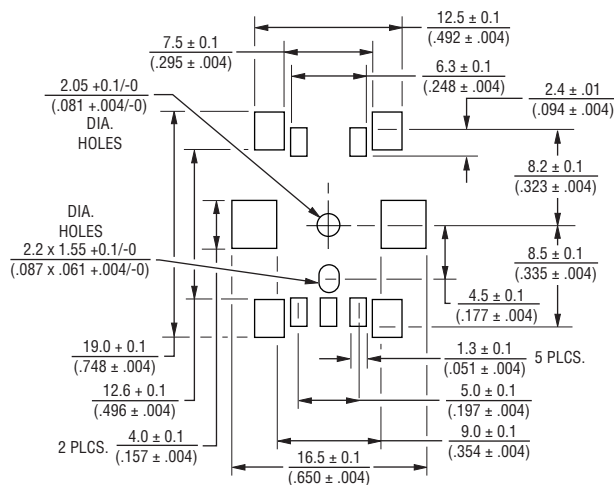 12.5 ± 0.1
(.492 ± .004)
7.5 ± 0.1
(.295 ± .004)
6.3 ± 0.1
(.248 ± .004)
2.05 +0.1/-0
(.081 +.004/-0)
DIA.
HOLES
2.4 ± .01
(.094 ± .004)
8.2 ± 0.1
(.323 ± .004)
DIA.
HOLES
2.2 x 1.55 +0.1/-0
(.087 x .061 +.004/-0)
8.5 ± 0.1
(.335 ± .004)
4.5 ± 0.1
(.177 ± .004)
19.0 + 0.1
(.748 ± .004)
1.3 ± 0.1
(.051 ± .004)
5 PLCS.
12.6 + 0.1
(.496 ± .004)
5.0 ± 0.1
(.197 ± .004)
2 PLCS.
4.0 ± 0.1
(.157 ± .004)
9.0 ± 0.1
(.354 ± .004)
16.5 ± 0.1
(.650 ± .004)